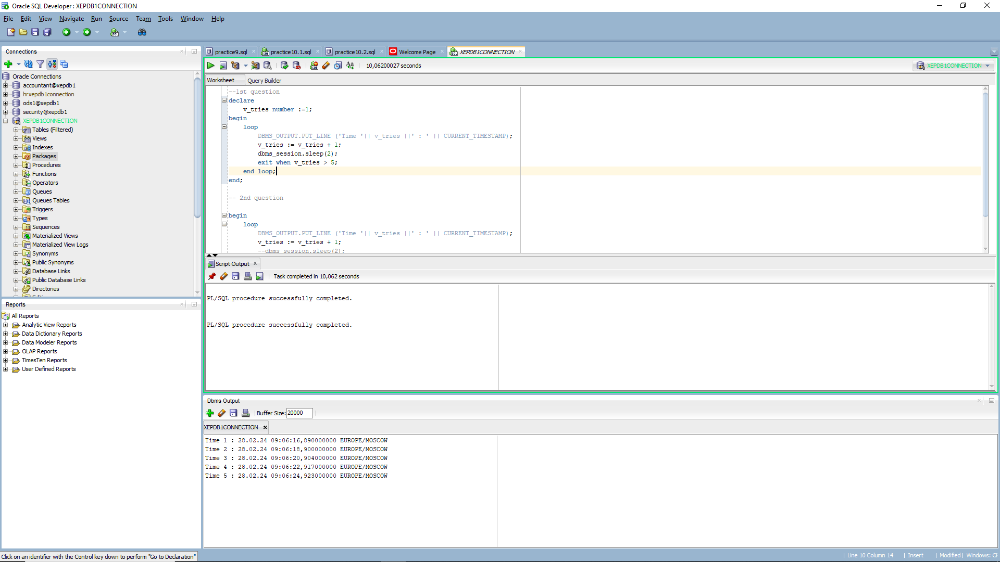 Oracle SQL Developer : XEPDB1CONNECTION
File Edit View Navigate Run Source Team Tools Window Help
Connections
Oracle Connections
accountant@xepdb1
hrxepdb1connection
ods1@xepdb1
security@xepdb1
XEPDB1CONNECTION
Tables (Filtered)
Views
Indexes
Packages
Procedures
Functions
Operators
Queues
Queues Tables
Triggers
Types
Sequences
Materialized Views
Materialized View Logs
Synonyms
Public Synonyms
Database Links
Public Database Links
Directories
Reports
All Reports
Analytic View Reports
Data Dictionary Reports
Data Modeler Reports
OLAP Reports
TimesTen Reports
User Defined Reports
practice9.sql practice10.1.sql practice10.2.sql Welcome Page XEPDB1CONNECTION
10,06200027 seconds
XEPDB1CONNECTION
Worksheet Query Builder
--1st question
declare
v_tries number :=1;
begin
loop
DBMS_OUTPUT.PUT_LINE ('Time '|| v_tries ||' : ' || CURRENT_TIMESTAMP);
v_tries := v_tries + 1;
dbms_session.sleep(2);
exit when v_tries > 5;
end loop;
end;
-- 2nd question
begin
loop
DBMS_OUTPUT.PUT_LINE ('Time '|| v_tries ||' : ' || CURRENT_TIMESTAMP);
v_tries := v_tries + 1;
--dbms_session.sleep(2);
Script Output
Task completed in 10,062 seconds
PL/SQL procedure successfully completed.
PL/SQL procedure successfully completed.
Dbms Output
Buffer Size: 20000
XEPDB1CONNECTION
Time 1 : 28.02.24 09:06:16,890000000 EUROPE/MOSCOW
Time 2 : 28.02.24 09:06:18,900000000 EUROPE/MOSCOW
Time 3 : 28.02.24 09:06:20,904000000 EUROPE/MOSCOW
Time 4 : 28.02.24 09:06:22,917000000 EUROPE/MOSCOW
Time 5 : 28.02.24 09:06:24,923000000 EUROPE/MOSCOW
Click on an identifier with the Control key down to perform "Go to Declaration"
Line 10 Column 14 Insert Modified Windows: